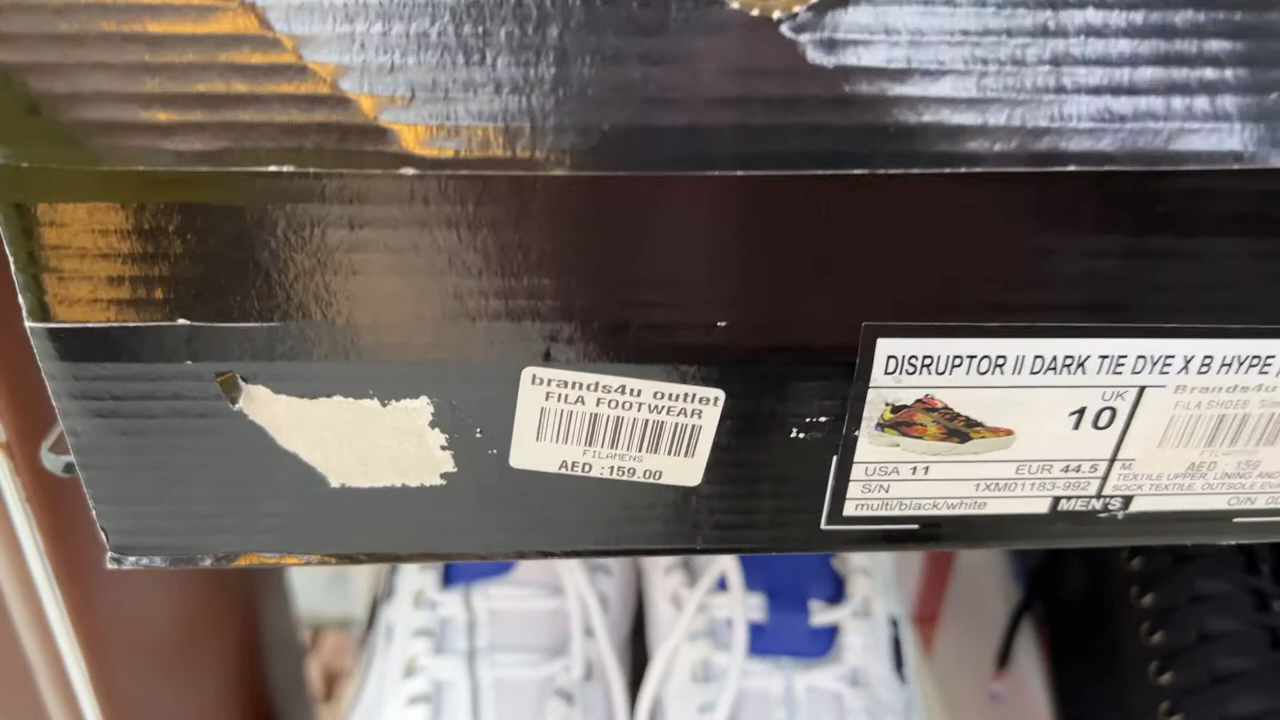 brands4u outlet
FILA FOOTWEAR
FILAMENS
AED :159.00
DISRUPTOR II DARK TIE DYE X B HYPE
UK
10
USA 11
EUR 44.5
S/N
1XM01183-992
multi/black/white
MEN'S
Brands4u
FILA SHOES
AED : 159
M.
TEXTILE UPPER, LINING AND
SOCK TEXTILE, OUTSOLE EVA
O/N